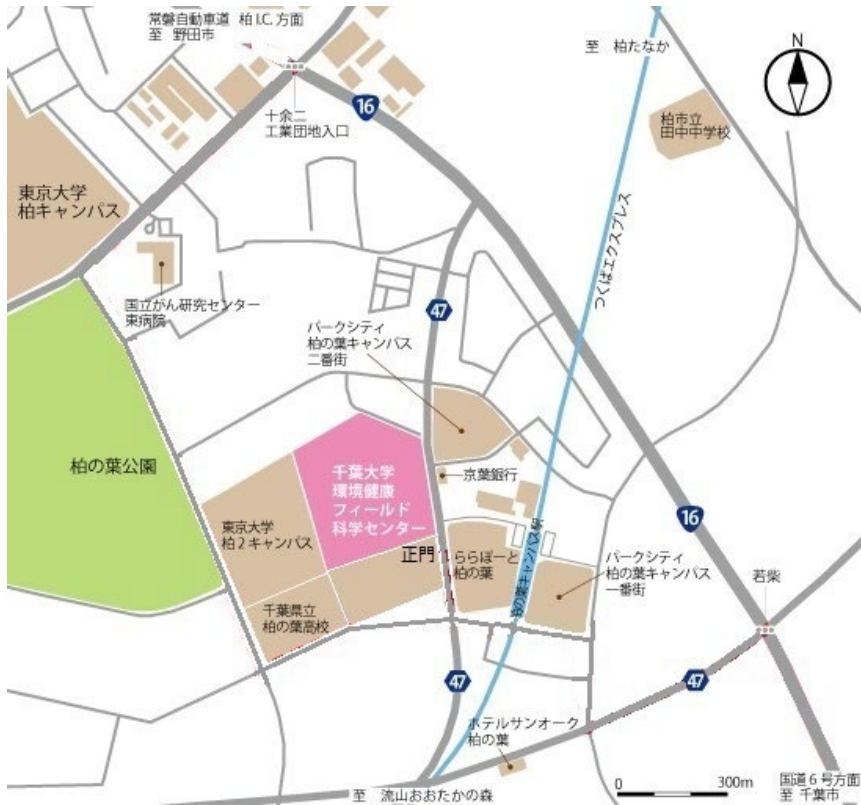 常磐自動車道 柏I.C.方面
至 野田市
至 柏たなか
N
16
十余二
工業団地入口
柏市立
田中中学校
東京大学
柏キャンパス
つくばエクスプレス
国立がん研究センター
東病院
47
パークシティ
柏の葉キャンパス
二番街
柏の葉公園
千葉大学
環境健康
フィールド
科学センター
京葉銀行
東京大学
柏2キャンパス
16
正門
ららぽーと
柏の葉
柏の葉キャンパス駅
パークシティ
柏の葉キャンパス
一番街
若柴
千葉県立
柏の葉高校
47
47
ホテルサンオーク
柏の葉
0 300m
国道6号方面
至 千葉市
至 流山おおたかの森